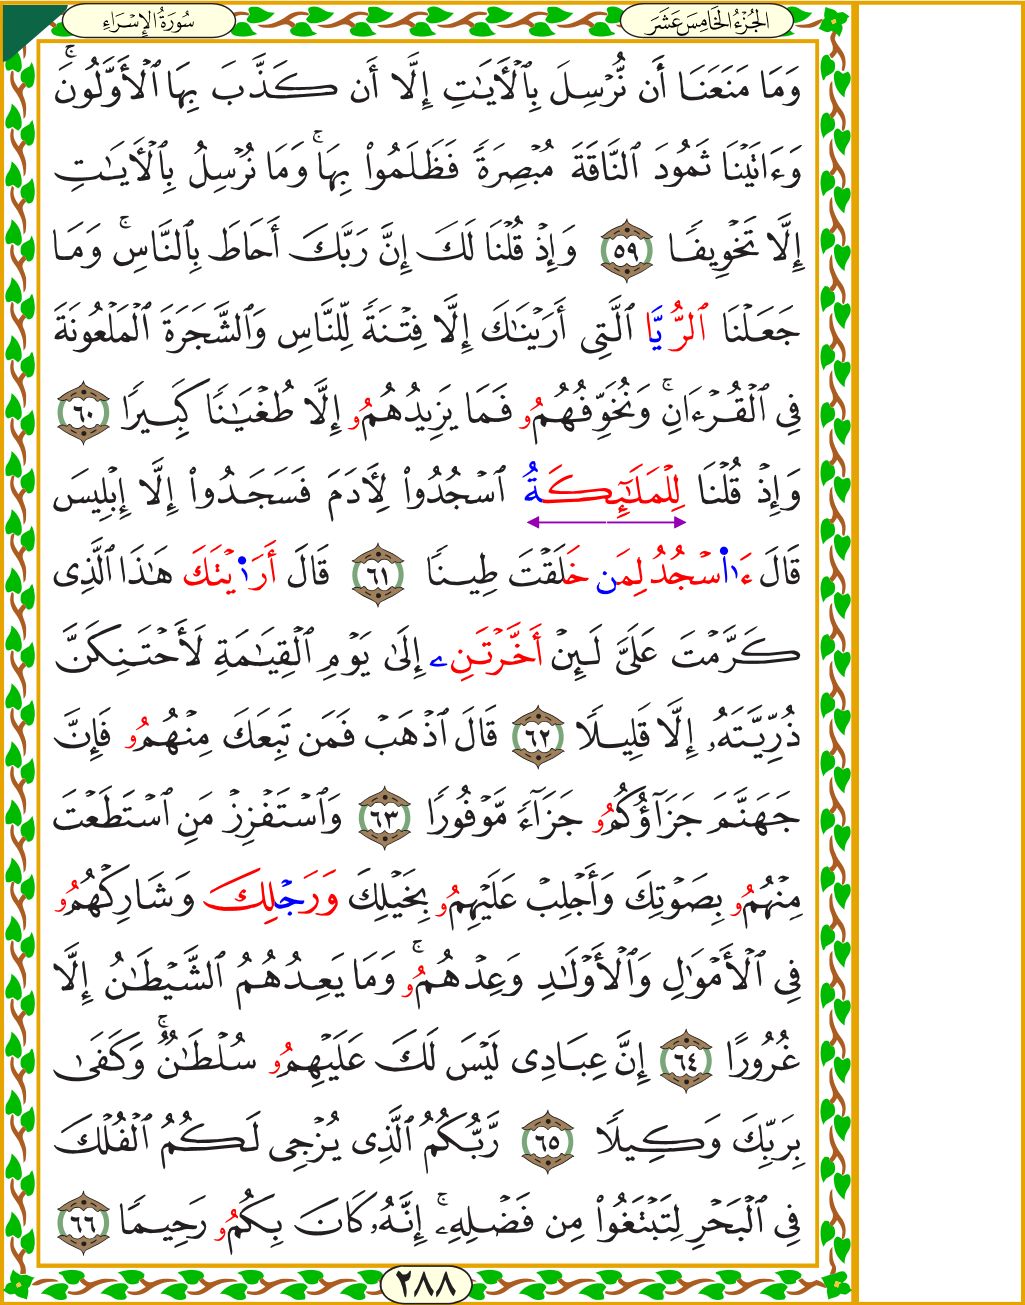 سُورَةُ الإِسْرَاءِ
الجُزْءُ الخَامِسَ عَشَرَ
وَمَا مَنَعَنَا أَن نُّرْسِلَ بِٱلْأَيَٰتِ إِلَّا أَن كَذَّبَ بِهَا ٱلْأَوَّلُونَۚ
وَءَاتَيْنَا ثَمُودَ ٱلنَّاقَةَ مُبْصِرَةً فَظَلَمُوا۟ بِهَاۚ وَمَا نُرْسِلُ بِٱلْأَيَٰتِ
إِلَّا تَخْوِيفًا ٥٩ وَإِذْ قُلْنَا لَكَ إِنَّ رَبَّكَ أَحَاطَ بِٱلنَّاسِۚ وَمَا
جَعَلْنَا ٱلرُّيَّا ٱلَّتِى أَرَيْنَٰكَ إِلَّا فِتْنَةً لِّلنَّاسِ وَٱلشَّجَرَةَ ٱلْمَلْعُونَةَ
فِى ٱلْقُرْءَانِۚ وَنُخَوِّفُهُمُۥ فَمَا يَزِيدُهُمُۥ إِلَّا طُغْيَٰنًا كَبِيرًا ٦٠
وَإِذْ قُلْنَا لِلْمَلَٰٓئِكَةُ ٱسْجُدُوا۟ لِأَدَمَ فَسَجَدُوا۟ إِلَّا إِبْلِيسَ
قَالَ ءَا۬سْجُدُ لِمَن خَلَقْتَ طِينًا ٦١ قَالَ أَرَا۬يْتَكَ هَٰذَا ٱلَّذِى
كَرَّمْتَ عَلَىَّ لَئِنْ أَخَّرْتَنِۦ إِلَىٰ يَوْمِ ٱلْقِيَٰمَةِ لَأَحْتَنِكَنَّ
ذُرِّيَّتَهُۥ إِلَّا قَلِيلًا ٦٢ قَالَ ٱذْهَبْ فَمَن تَبِعَكَ مِنْهُمُۥ فَإِنَّ
جَهَنَّمَ جَزَآؤُكُمُۥ جَزَآءً مَّوْفُورًا ٦٣ وَٱسْتَفْزِزْ مَنِ ٱسْتَطَعْتَ
مِنْهُمُۥ بِصَوْتِكَ وَأَجْلِبْ عَلَيْهِمُۥ بِخَيْلِكَ وَرَجْلِكَ وَشَارِكْهُمُۥ
فِى ٱلْأَمْوَٰلِ وَٱلْأَوْلَٰدِ وَعِدْهُمُۥۚ وَمَا يَعِدُهُمُ ٱلشَّيْطَٰنُ إِلَّا
غُرُورًا ٦٤ إِنَّ عِبَادِى لَيْسَ لَكَ عَلَيْهِمُۥ سُلْطَٰنٌۚ وَكَفَىٰ
بِرَبِّكَ وَكِيلًا ٦٥ رَّبُّكُمُ ٱلَّذِى يُزْجِى لَكُمُ ٱلْفُلْكَ
فِى ٱلْبَحْرِ لِتَبْتَغُوا۟ مِن فَضْلِهِۦۚ إِنَّهُۥ كَانَ بِكُمُۥ رَحِيمًا ٦٦
٢٨٨